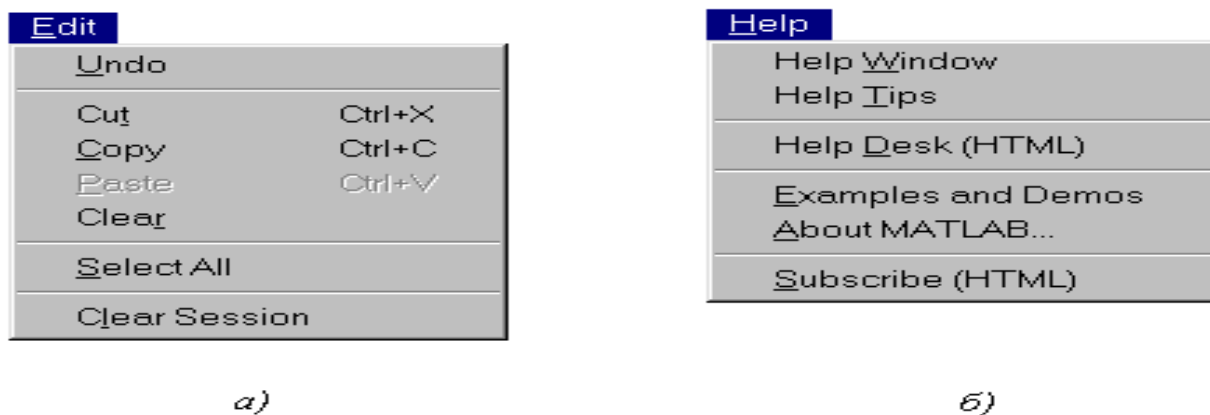 Edit
Undo
Cut Ctrl+X
Copy Ctrl+C
Paste Ctrl+V
Clear
Select All
Clear Session
а)
Help
Help Window
Help Tips
Help Desk (HTML)
Examples and Demos
About MATLAB...
Subscribe (HTML)
б)